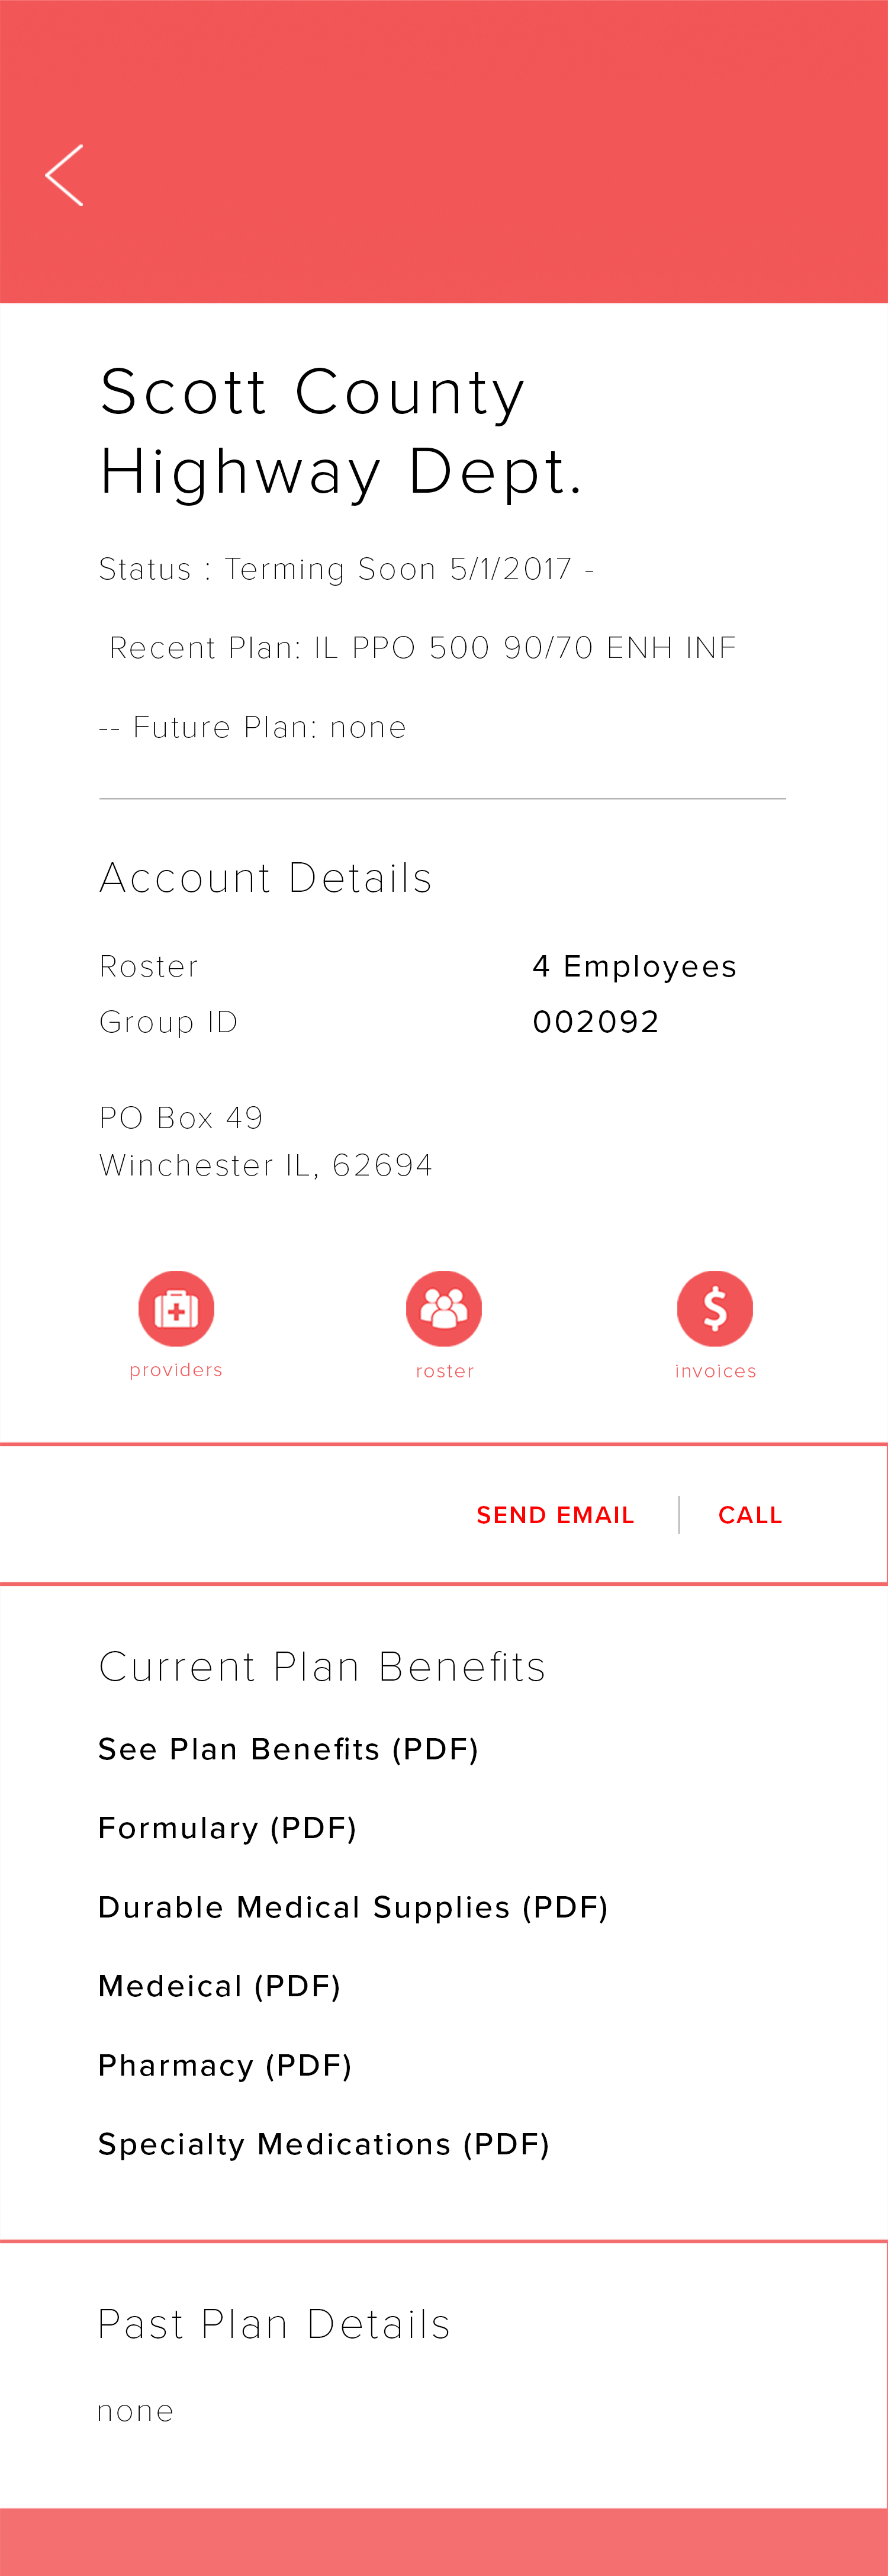 Scott County
Highway Dept.
Status : Terming Soon 5/1/2017 -
Recent Plan: IL PPO 500 90/70 ENH INF
-- Future Plan: none
Account Details
Roster 4 Employees
Group ID 002092
PO Box 49
Winchester IL, 62694
providers roster invoices
SEND EMAIL CALL
Current Plan Benefits
See Plan Benefits (PDF)
Formulary (PDF)
Durable Medical Supplies (PDF)
Medeical (PDF)
Pharmacy (PDF)
Specialty Medications (PDF)
Past Plan Details
none